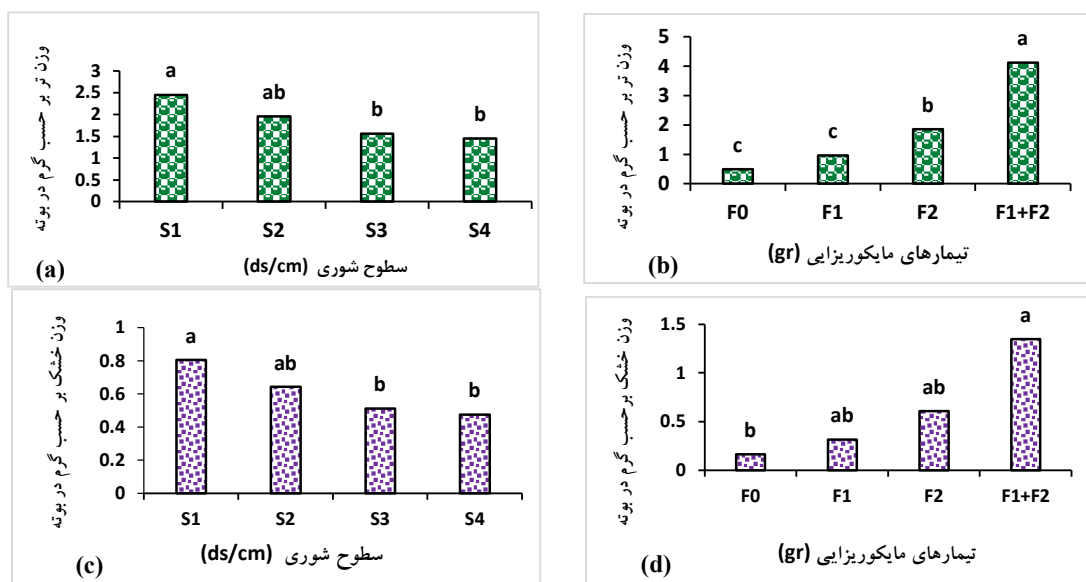 وزن تر بر حسب گرم در بوته
3
2.5
2
1.5
1
0.5
0
a
ab
b
b
S1 S2 S3 S4
سطوح شوری (ds/cm)
(a)
وزن تر بر حسب گرم در بوته
5
4
3
2
1
0
c
c
b
a
F0 F1 F2 F1+F2
تیمارهای مایکوریزایی (gr)
(b)
وزن خشک بر حسب گرم در بوته
1
0.8
0.6
0.4
0.2
0
a
ab
b
b
S1 S2 S3 S4
سطوح شوری (ds/cm)
(c)
وزن خشک برحسب گرم در بوته
1.5
1
0.5
0
b
ab
ab
a
F0 F1 F2 F1+F2
تیمارهای مایکوریزایی (gr)
(d)